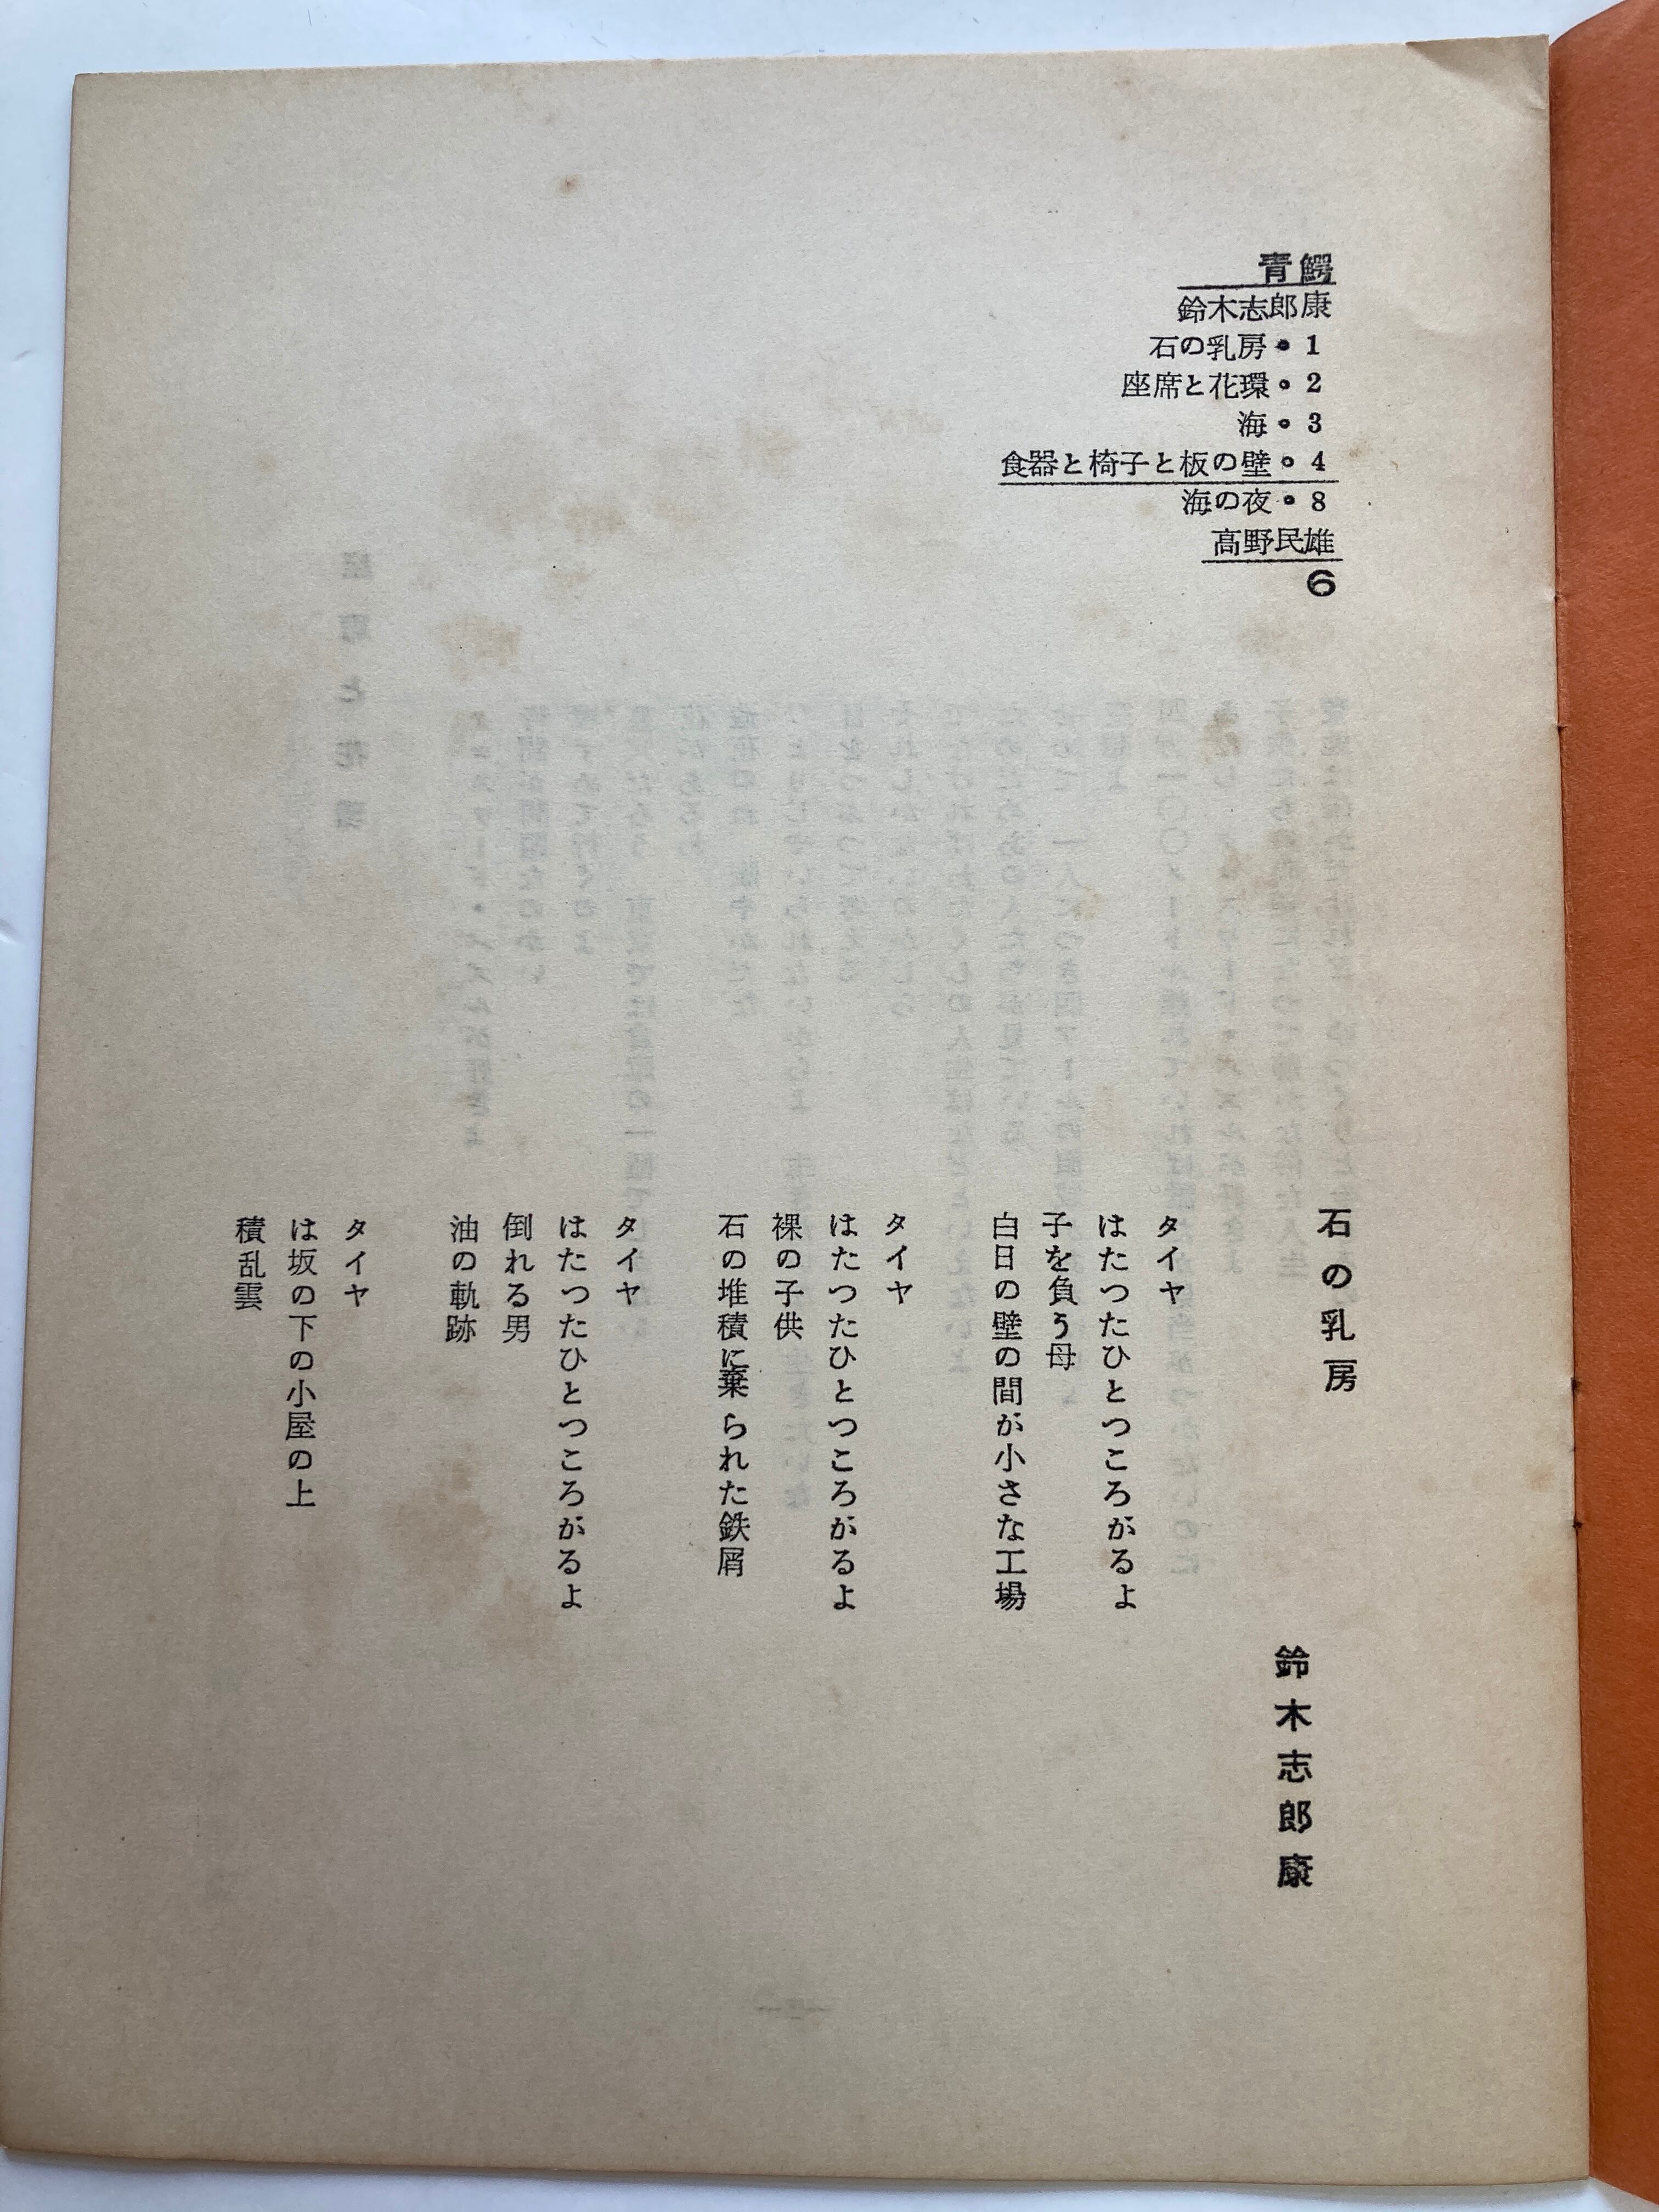 青鰐
鈴木志郎康
石の乳房・1
座席と花環・2
海・3
食器と椅子と板の壁・4
海の夜・8
高野民雄
6
石の乳房
鈴木志郎康
タイヤ
はたつたひとつころがるよ
子を負う母
白日の壁の間が小さな工場
タイヤ
はたつたひとつころがるよ
裸の子供
石の堆積に棄られた鉄屑
タイヤ
はたつたひとつころがるよ
倒れる男
油の軌跡
タイヤ
は坂の下の小屋の上
積乱雲